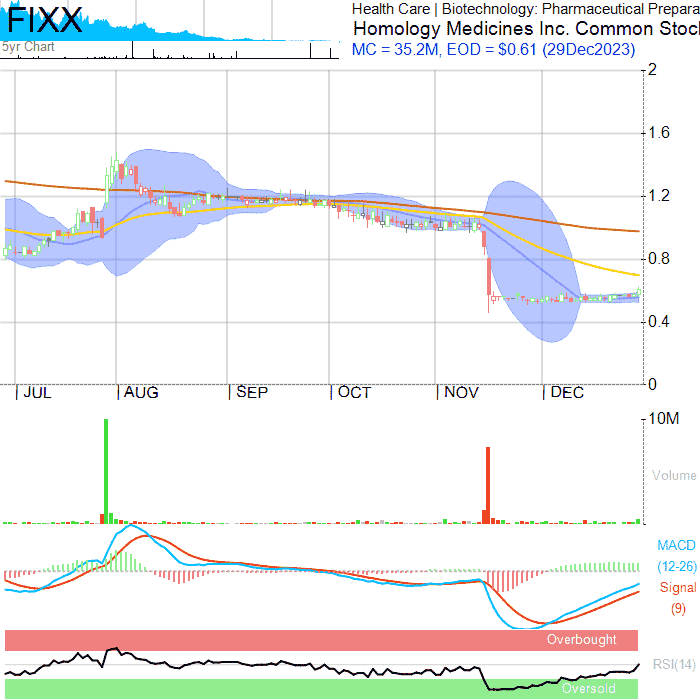 FIXX
5yr Chart
Health Care | Biotechnology: Pharmaceutical Prepara
Homology Medicines Inc. Common Stoc
MC = 35.2M, EOD = $0.61 (29Dec2023)
2
1.6
1.2
0.8
0.4
0
JUL AUG SEP OCT NOV DEC
10M
Volume
MACD
(12-26)
Signal
(9)
Overbought
RSI(14)
Oversold